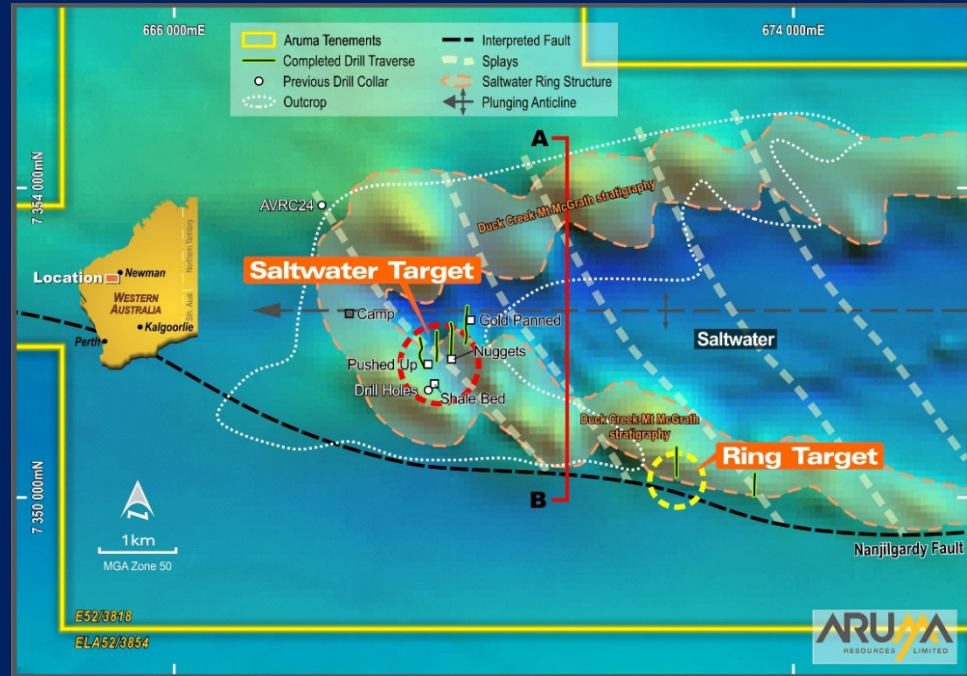 666 000mE
674 000mE
Aruma Tenements
Completed Drill Traverse
Previous Drill Collar
Outcrop
Interpreted Fault
Splays
Saltwater Ring Structure
Plunging Anticline
A
7 354 000mN
AVRC24
Duck Creek-Mt McGrath stratigraphy
Northern Territory
Sth. Aust.
Location
Newman
WESTERN
AUSTRALIA
Kalgoorlie
Perth
Saltwater Target
Camp
Gold Panned
Saltwater
Nuggets
Pushed Up
Drill Holes
Shale Bed
Duck Creek-Mt McGrath
stratigraphy
Ring Target
7 350 000mN
B
N
1km
MGA Zone 50
Nanjilgardy Fault
E52/3818
ELA52/3854
ARUMA
RESOURCES LIMITED